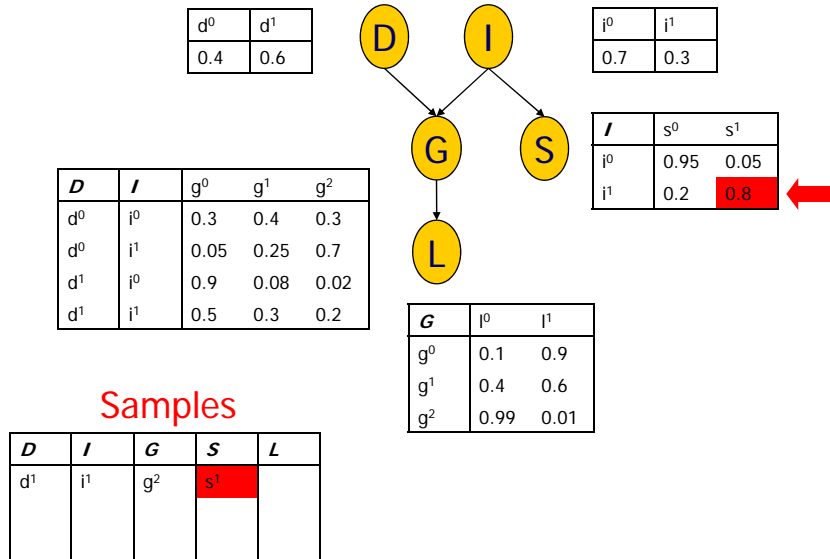 d⁰ d¹
0.4 0.6
D
I
i⁰ i¹
0.7 0.3
G
S
I s⁰ s¹
i⁰ 0.95 0.05
i¹ 0.2 0.8
D I g⁰ g¹ g²
d⁰ i⁰ 0.3 0.4 0.3
d⁰ i¹ 0.05 0.25 0.7
d¹ i⁰ 0.9 0.08 0.02
d¹ i¹ 0.5 0.3 0.2
L
G l⁰ l¹
g⁰ 0.1 0.9
g¹ 0.4 0.6
g² 0.99 0.01
Samples
D I G S L
d¹ i¹ g² s¹